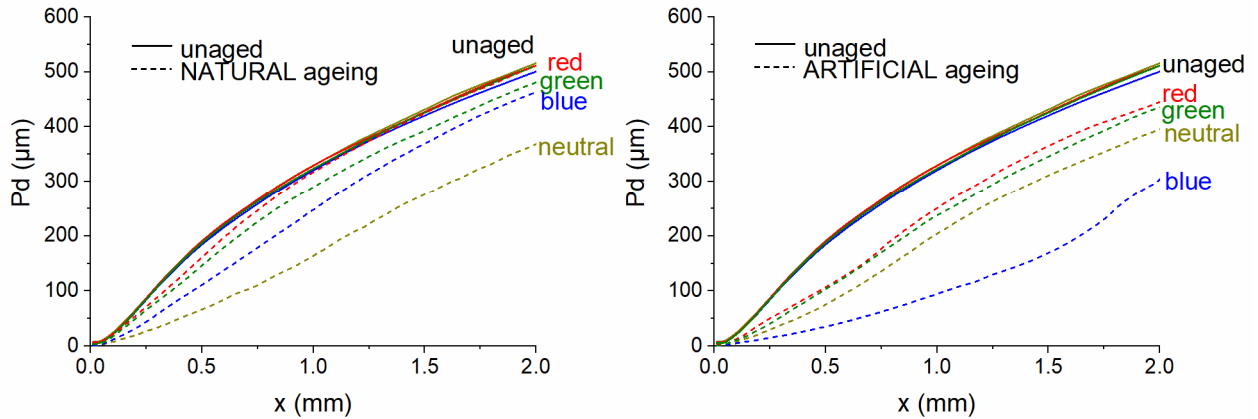 600
500
400
300
200
100
0
Pd (µm)
unaged
NATURAL ageing
unaged
red
green
blue
neutral
0.0 0.5 1.0 1.5 2.0
x (mm)
600
500
400
300
200
100
0
Pd (µm)
unaged
ARTIFICIAL ageing
unaged
red
green
neutral
blue
0.0 0.5 1.0 1.5 2.0
x (mm)